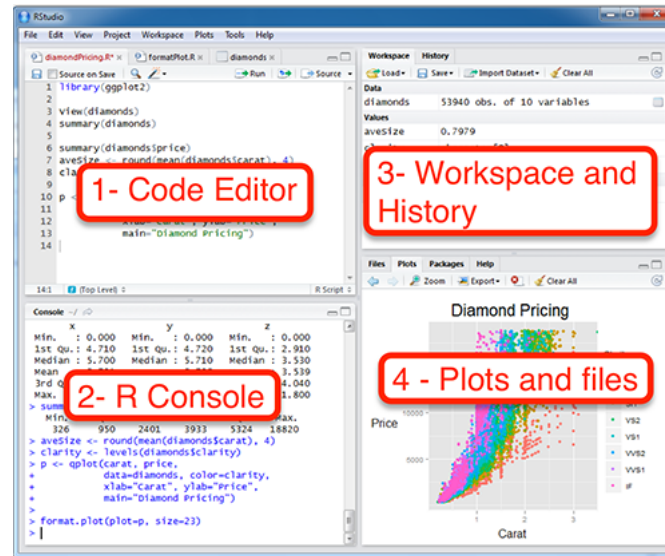 RStudio
File Edit View Project Workspace Plots Tools Help
diamondPricing.R* × formatPlot.R × diamonds ×
Source on Save Run Source
1 library(ggplot2)
2
3 View(diamonds)
4 summary(diamonds)
5
6 summary(diamonds$price)
7 aveSize <- round(mean(diamonds$carat), 4)
8
9
10 p <
11
12 xlab="Carat", ylab="Price",
13 main="Diamond Pricing")
14
1- Code Editor
14:1 (Top Level) R Script
Console ~/
x y z
Min. : 0.000 Min. : 0.000 Min. : 0.000
1st Qu.: 4.710 1st Qu.: 4.720 1st Qu.: 2.910
Median : 5.700 Median : 5.710 Median : 3.530
Mean 3.539
3rd Q 4.040
Max. 1.800
2- R Console
> summ
Min. Max.
326 950 2401 3933 5324 18820
> aveSize <- round(mean(diamonds$carat), 4)
> clarity <- levels(diamonds$clarity)
> p <- qplot(carat, price,
+ data=diamonds, color=clarity,
+ xlab="Carat", ylab="Price",
+ main="Diamond Pricing")
>
> format.plot(plot=p, size=23)
>
Workspace History
Load Save Import Dataset Clear All
Data
diamonds 53940 obs. of 10 variables
Values
aveSize 0.7979
3- Workspace and
History
Files Plots Packages Help
Zoom Export Clear All
Diamond Pricing
4 - Plots and files
Price
10000
5000
VS2
VS1
VVS2
VVS1
IF
1 2 3
Carat